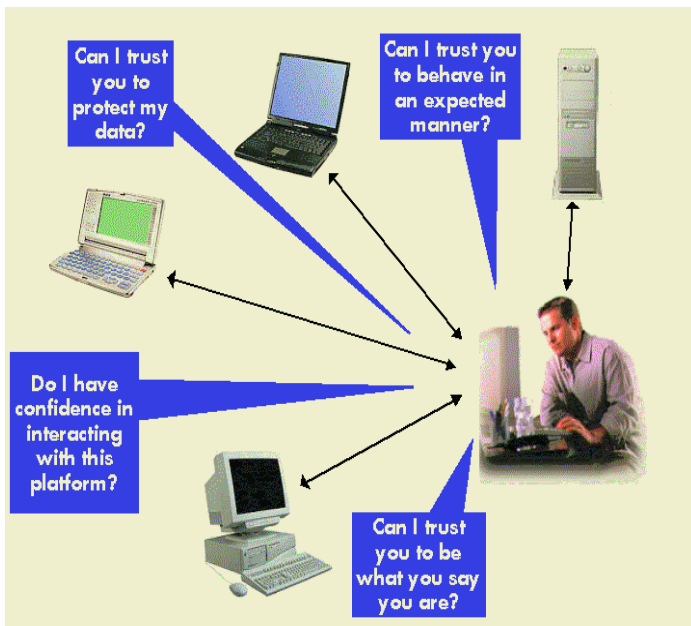 Can I trust
you to
protect my
data?
Can I trust you
to behave in
an expected
manner?
Do I have
confidence in
interacting
with this
platform?
Can I trust
you to be
what you say
you are?